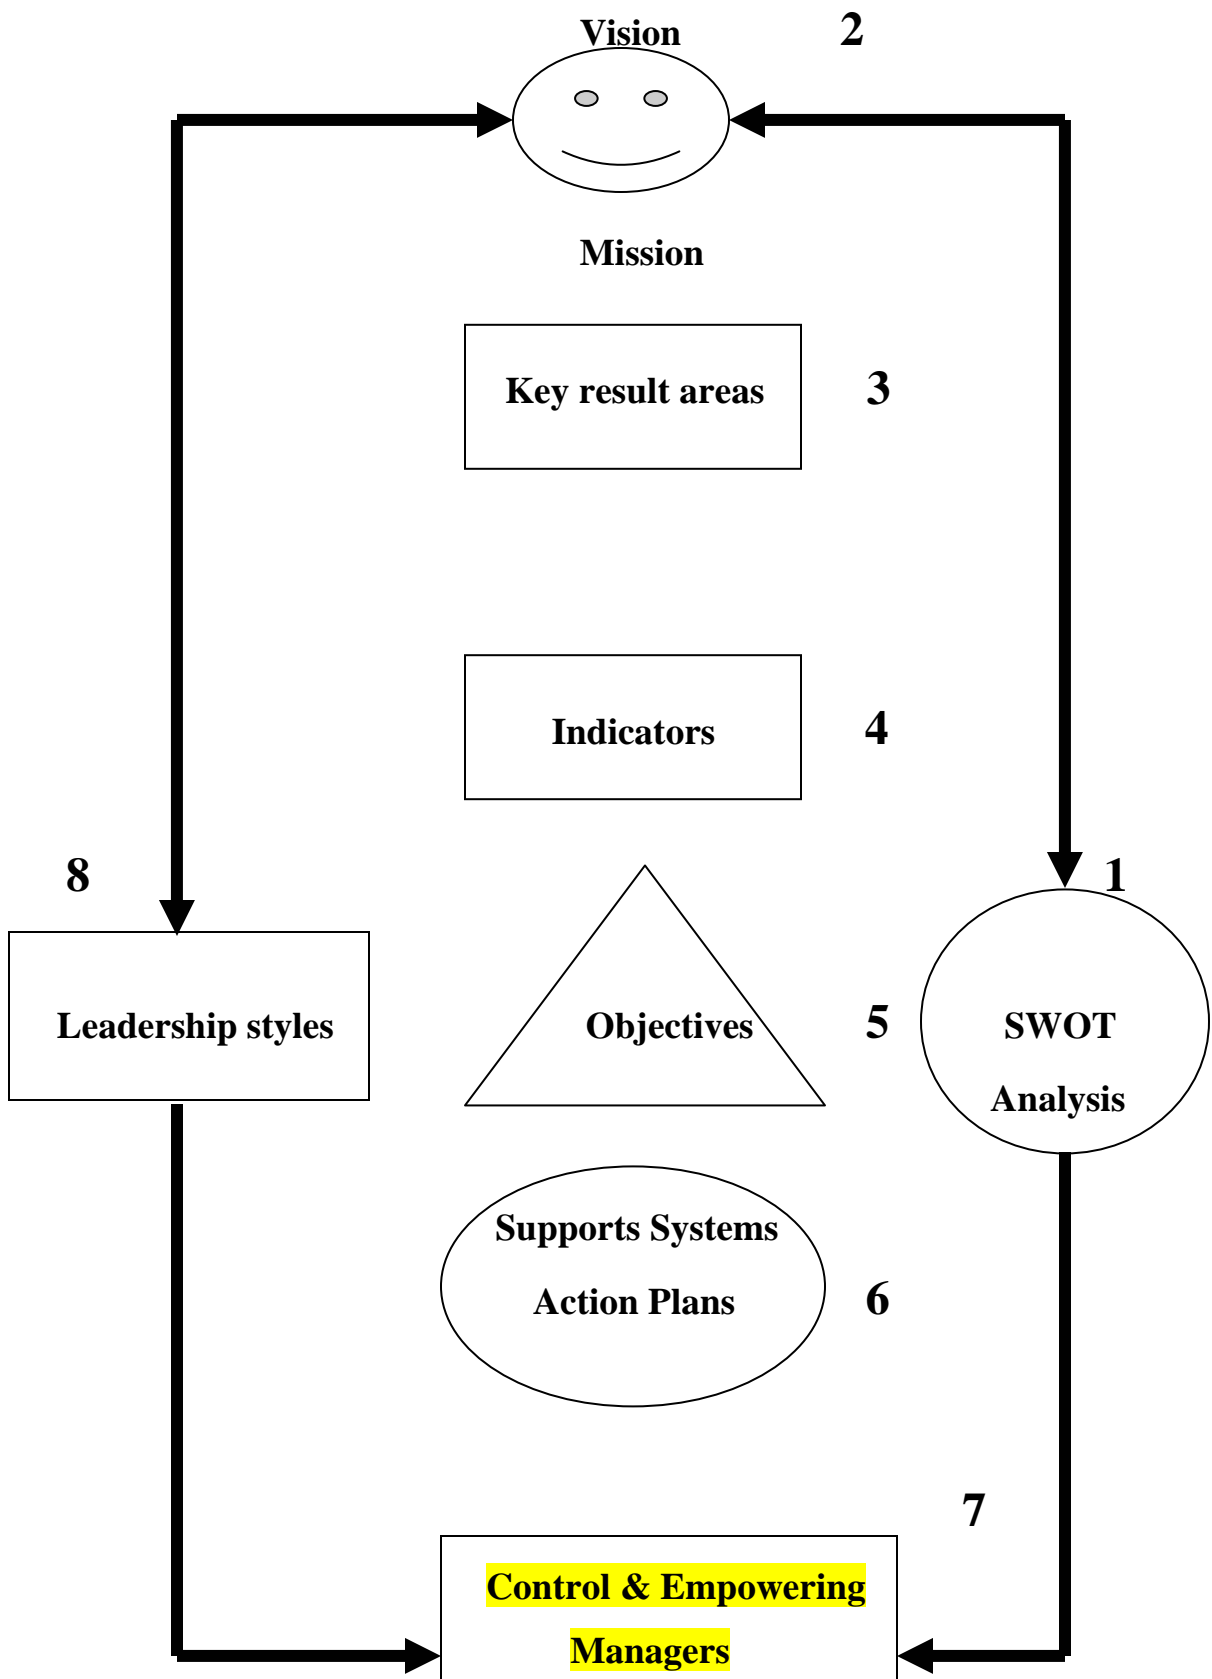 Vision 2
Mission
Key result areas 3
Indicators 4
8 1
Leadership styles Objectives 5 SWOT
Analysis
Supports Systems
Action Plans 6
7
Control & Empowering
Managers